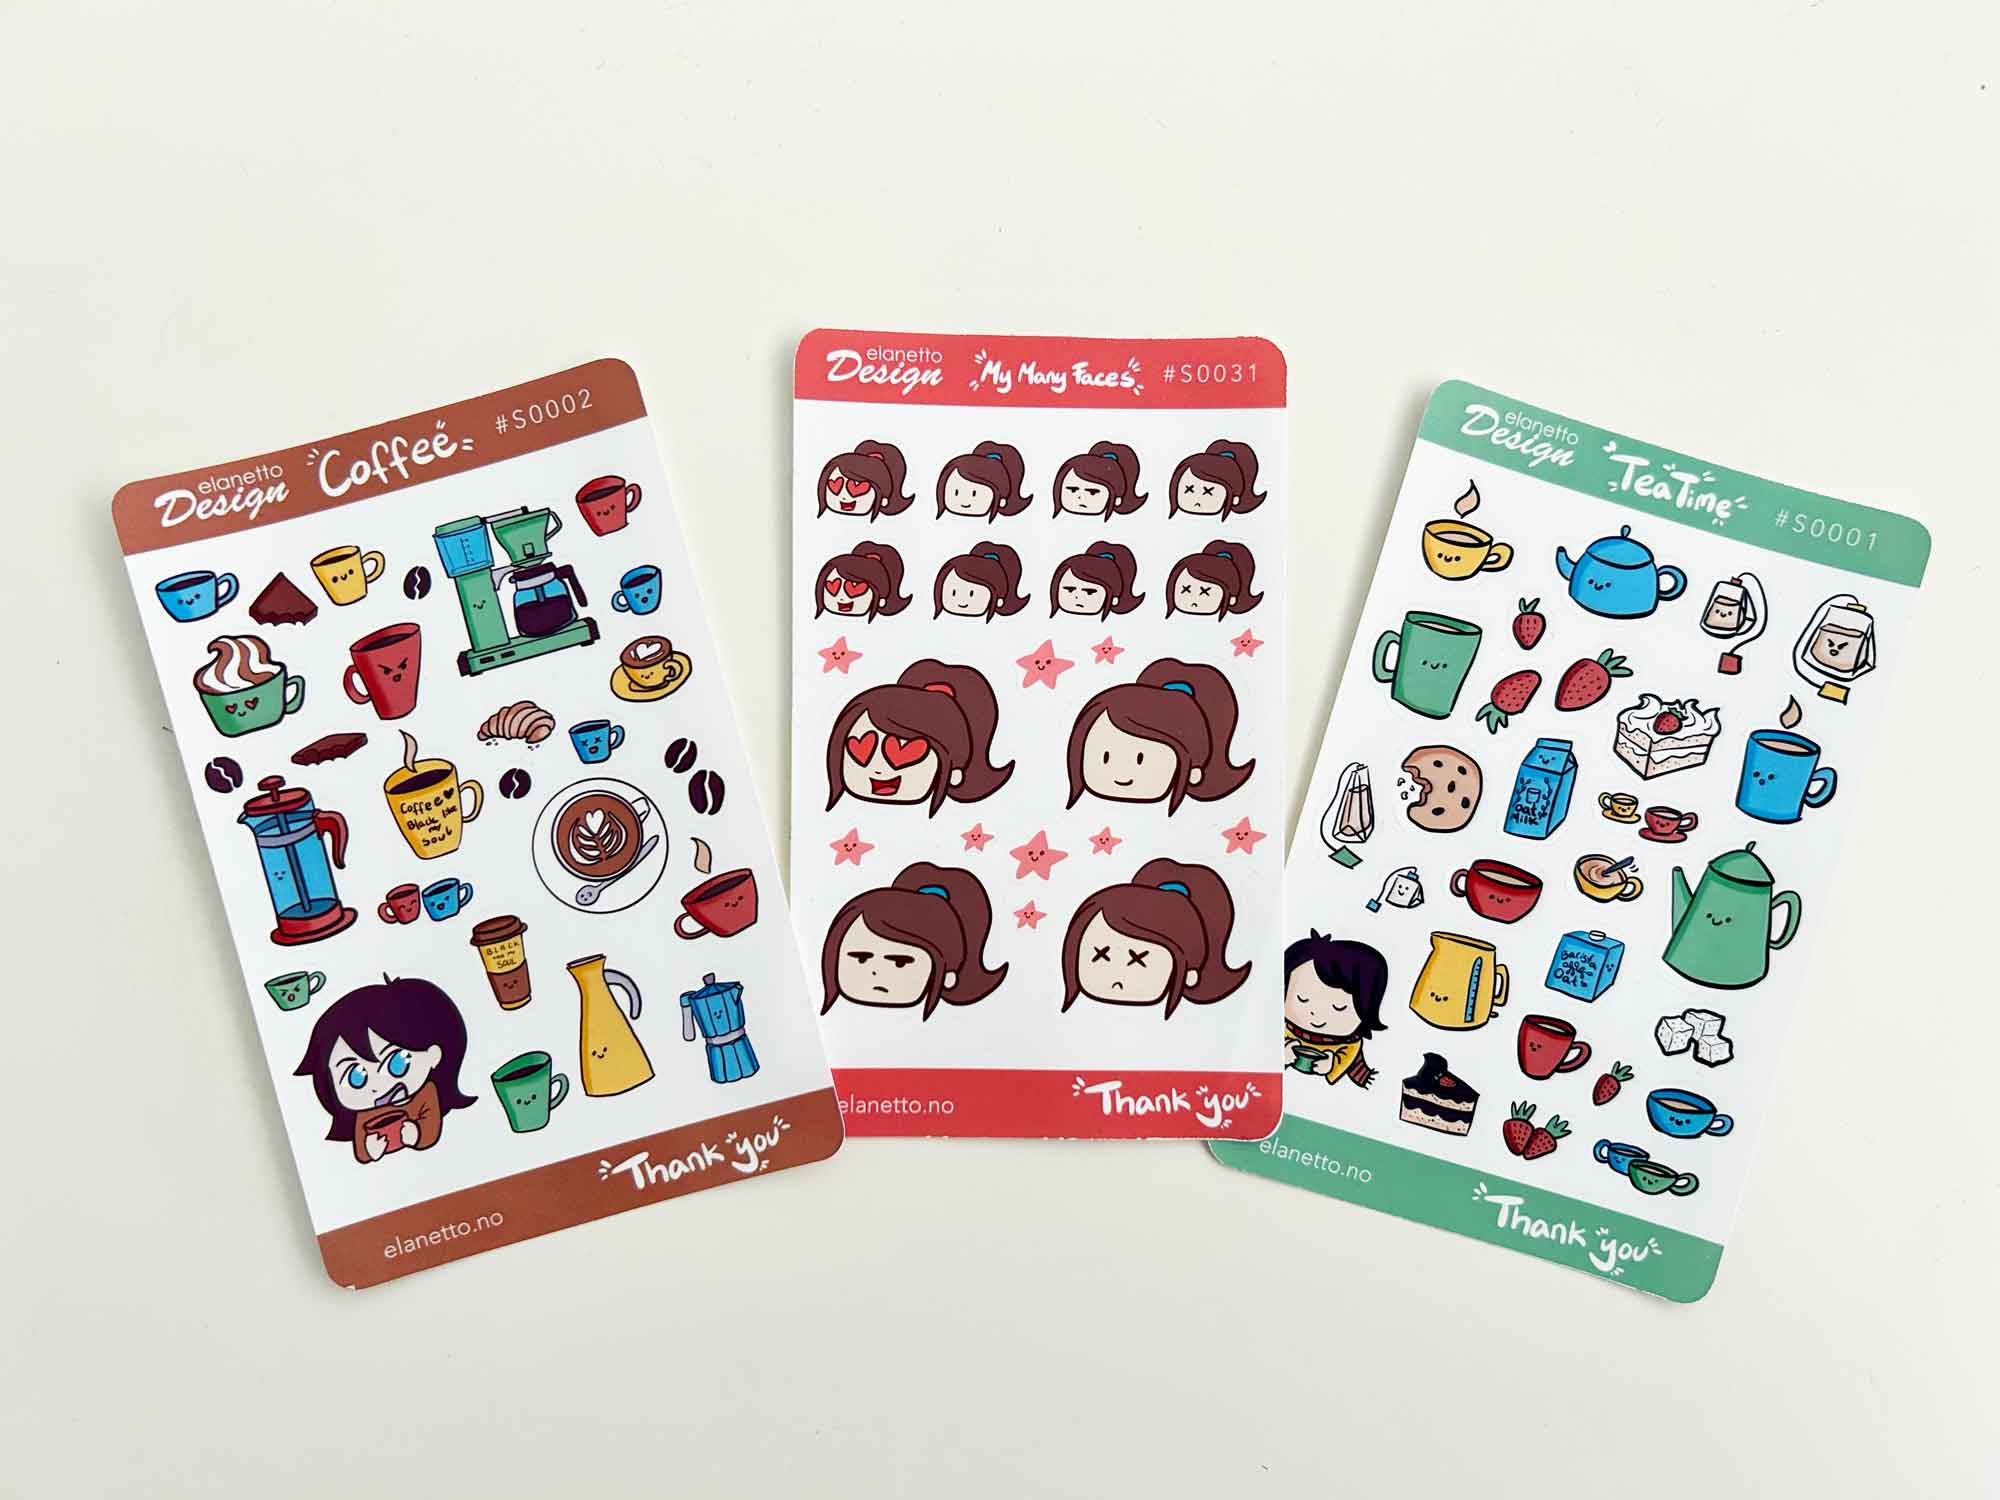 elanetto
Design
Coffee
#S0002
Coffee
Black like
my
soul
BLACK
like my
SOUL
elanetto.no
Thank you
elanetto
Design
My Many Faces
#S0031
elanetto.no
Thank you
elanetto
Design
Tea Time
#S0001
oat
milk
Barista
Oat
elanetto.no
Thank you